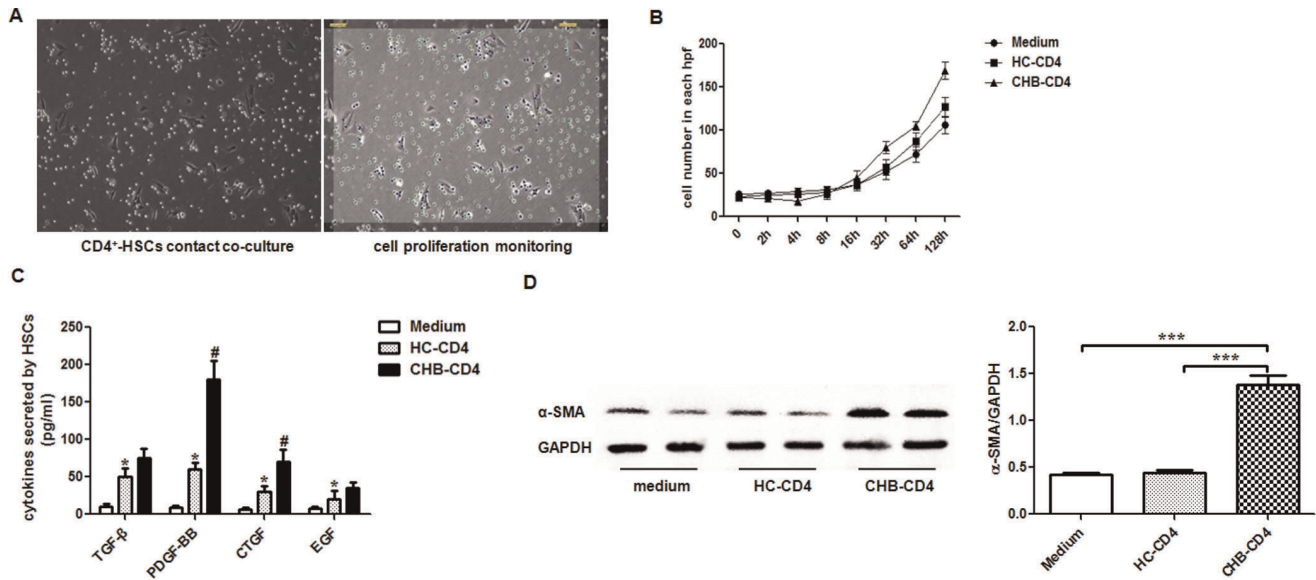 A
CD4⁺-HSCs contact co-culture
cell proliferation monitoring
B
cell number in each hpf
200
150
100
50
0
0
2h
4h
8h
16h
32h
64h
128h
Medium
HC-CD4
CHB-CD4
C
cytokines secreted by HSCs
(pg/ml)
250
200
150
100
50
0
*
*
#
*
#
*
TGF-β
PDGF-BB
CTGF
EGF
Medium
HC-CD4
CHB-CD4
D
α-SMA
GAPDH
medium
HC-CD4
CHB-CD4
α-SMA/GAPDH
2.0
1.5
1.0
0.5
0.0
***
***
Medium
HC-CD4
CHB-CD4